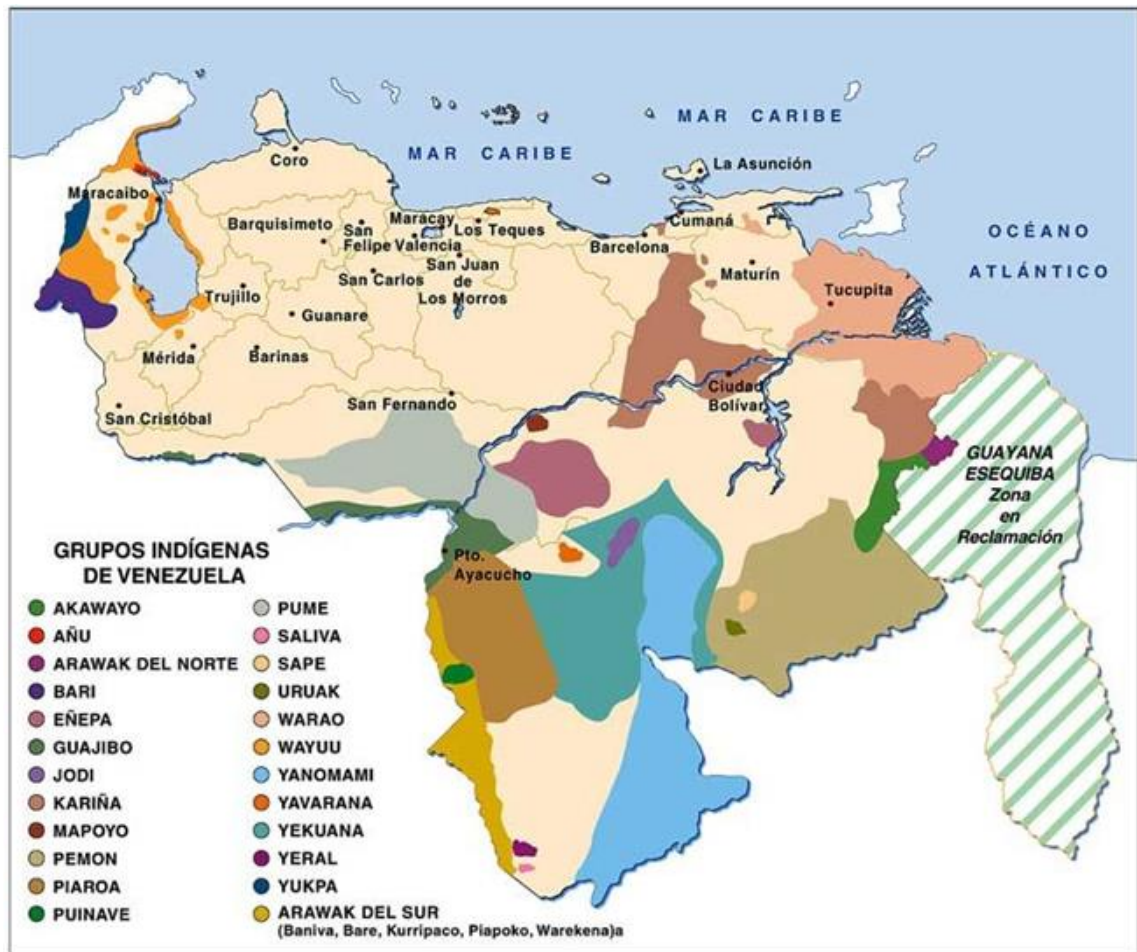 MAR CARIBE
MAR CARIBE
La Asunción
Coro
Maracaibo
Barquisimeto
San
Felipe
Maracay
Valencia
Los Teques
Cumaná
Barcelona
OCÉANO
ATLÁNTICO
Maturín
San Carlos
San Juan
de
Los Morros
Trujillo
Tucupita
Guanare
Mérida
Barinas
Ciudad
Bolívar
San Cristóbal
San Fernando
GUAYANA
ESEQUIBA
Zona
en
Reclamación
Pto.
Ayacucho
GRUPOS INDÍGENAS
DE VENEZUELA
AKAWAYO
AÑU
ARAWAK DEL NORTE
BARI
EÑEPA
GUAJIBO
JODI
KARIÑA
MAPOYO
PEMON
PIAROA
PUINAVE
PUME
SALIVA
SAPE
URUAK
WARAO
WAYUU
YANOMAMI
YAVARANA
YEKUANA
YERAL
YUKPA
ARAWAK DEL SUR
(Baniva, Bare, Kurripaco, Piapoko, Warekena)a